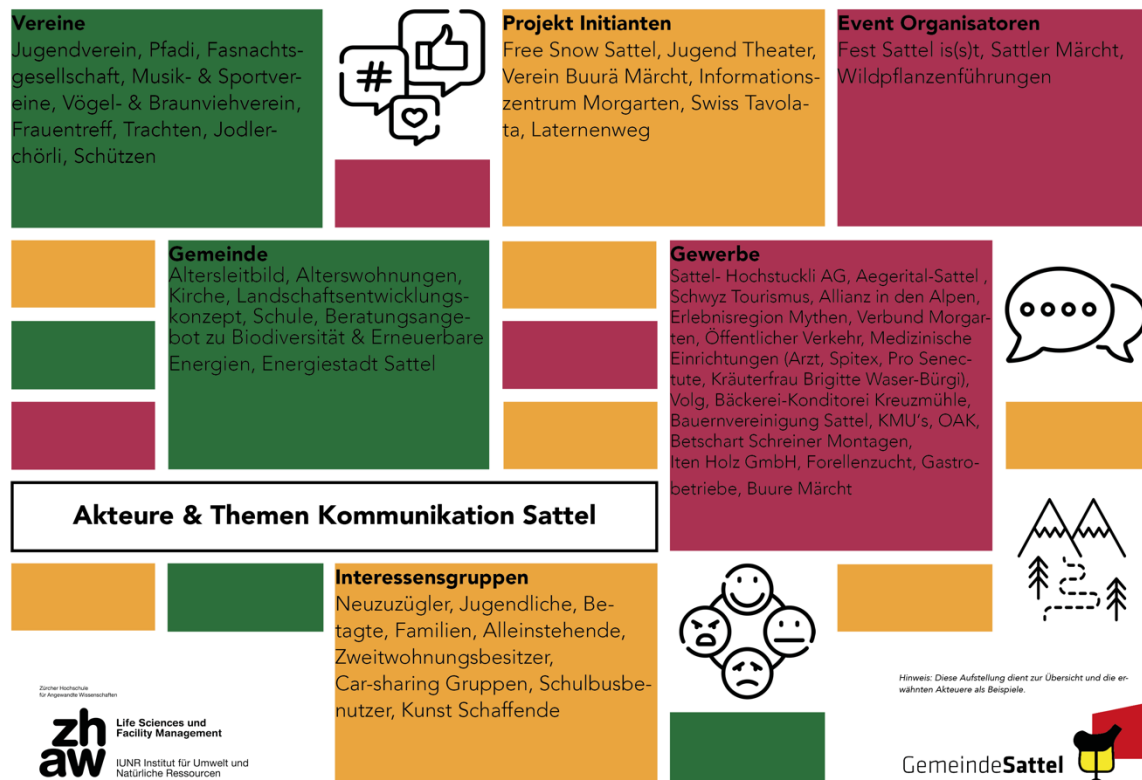 Vereine
Jugendverein, Pfadi, Fasnachts-
gesellschaft, Musik- & Sportver-
eine, Vögel- & Braunviehverein,
Frauentreff, Trachten, Jodler-
chörli, Schützen
#
Projekt Initianten
Free Snow Sattel, Jugend Theater,
Verein Buurä Märcht, Informations-
zentrum Morgarten, Swiss Tavola-
ta, Laternenweg
Event Organisatoren
Fest Sattel is(s)t, Sattler Märcht,
Wildpflanzenführungen
Gemeinde
Altersleitbild, Alterswohnungen,
Kirche, Landschaftsentwicklungs-
konzept, Schule, Beratungsange-
bot zu Biodiversität & Erneuerbare
Energien, Energiestadt Sattel
Gewerbe
Sattel- Hochstuckli AG, Aegerital-Sattel ,
Schwyz Tourismus, Allianz in den Alpen,
Erlebnisregion Mythen, Verbund Morgar-
ten, Öffentlicher Verkehr, Medizinische
Einrichtungen (Arzt, Spitex, Pro Senec-
tute, Kräuterfrau Brigitte Waser-Bürgi),
Volg, Bäckerei-Konditorei Kreuzmühle,
Bauernvereinigung Sattel, KMU's, OAK,
Betschart Schreiner Montagen,
Iten Holz GmbH, Forellenzucht, Gastro-
betriebe, Buure Märcht
Akteure & Themen Kommunikation Sattel
Interessensgruppen
Neuzuzügler, Jugendliche, Be-
tagte, Familien, Alleinstehende,
Zweitwohnungsbesitzer,
Car-sharing Gruppen, Schulbusbe-
nutzer, Kunst Schaffende
Zürcher Hochschule
für Angewandte Wissenschaften
zh
aw
Life Sciences und
Facility Management
IUNR Institut für Umwelt und
Natürliche Ressourcen
Hinweis: Diese Aufstellung dient zur Übersicht und die er-
wähnten Akteuere als Beispiele.
GemeindeSattel